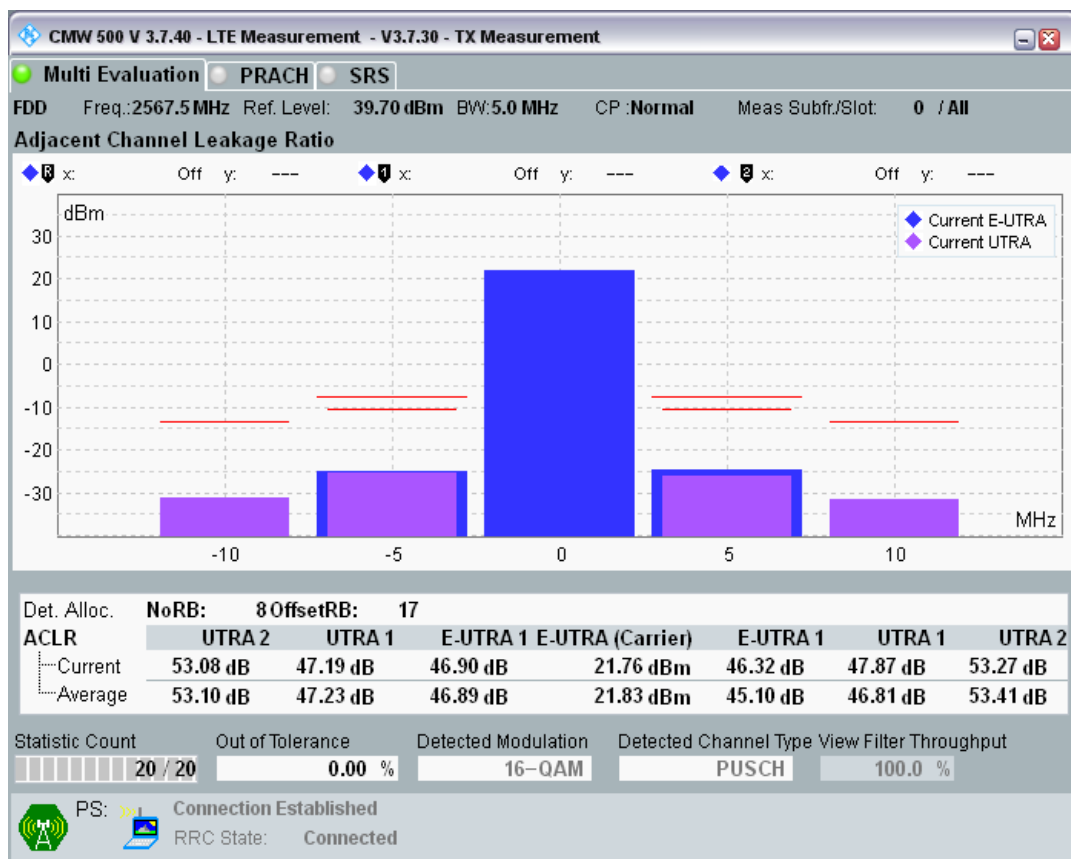 CMW 500 V 3.7.40 - LTE Measurement - V3.7.30 - TX Measurement
Multi Evaluation PRACH SRS
FDD Freq.:2567.5 MHz Ref. Level: 39.70 dBm BW:5.0 MHz CP :Normal Meas Subfr./Slot: 0 / All
Adjacent Channel Leakage Ratio
R x: Off y: --- 1 x: Off y: --- 2 x: Off y: ---
dBm
Current E-UTRA
Current UTRA
30
20
10
0
-10
-20
-30
MHz
-10 -5 0 5 10
Det. Alloc. NoRB: 8 OffsetRB: 17
ACLR UTRA 2 UTRA 1 E-UTRA 1 E-UTRA (Carrier) E-UTRA 1 UTRA 1 UTRA 2
Current 53.08 dB 47.19 dB 46.90 dB 21.76 dBm 46.32 dB 47.87 dB 53.27 dB
Average 53.10 dB 47.23 dB 46.89 dB 21.83 dBm 45.10 dB 46.81 dB 53.41 dB
Statistic Count Out of Tolerance Detected Modulation Detected Channel Type View Filter Throughput
20 / 20 0.00 % 16-QAM PUSCH 100.0 %
PS: Connection Established
RRC State: Connected